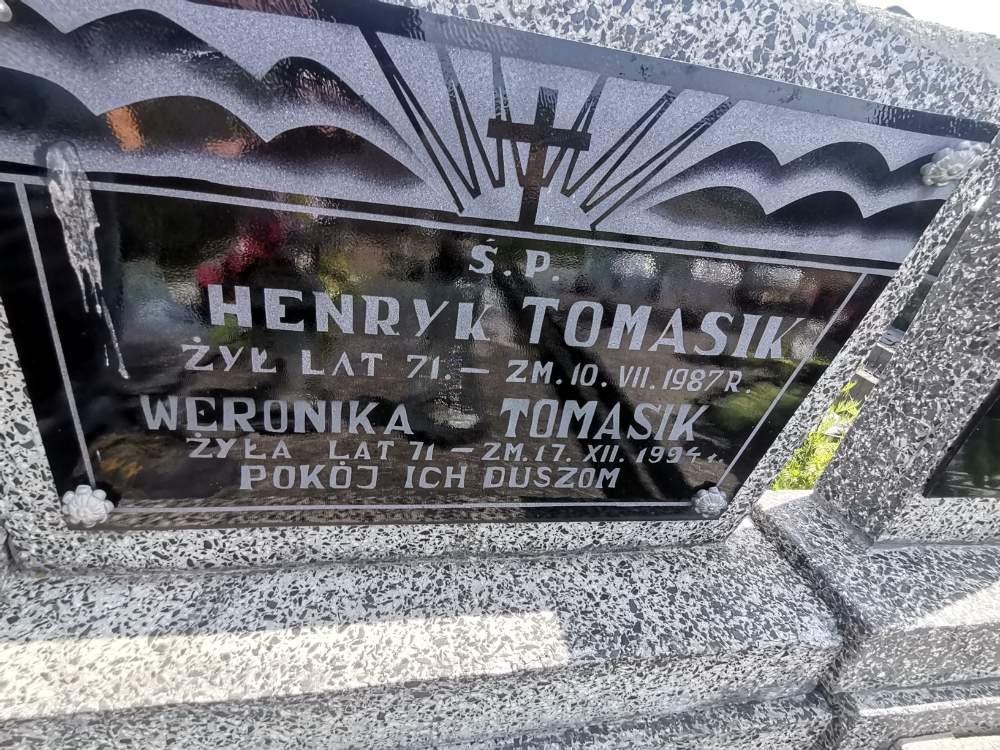 Ś.P.
HENRYK TOMASIK
ŻYŁ LAT 71. – ZM. 10. VII. 1987 R.
WERONIKA TOMASIK
ŻYŁA LAT 71 – ZM. 17. XII. 1994 r.
POKÓJ ICH DUSZOM